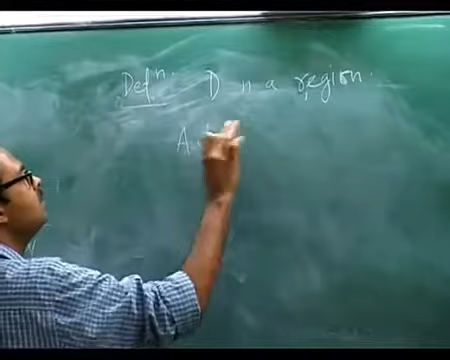 Defⁿ. D is a region.
A